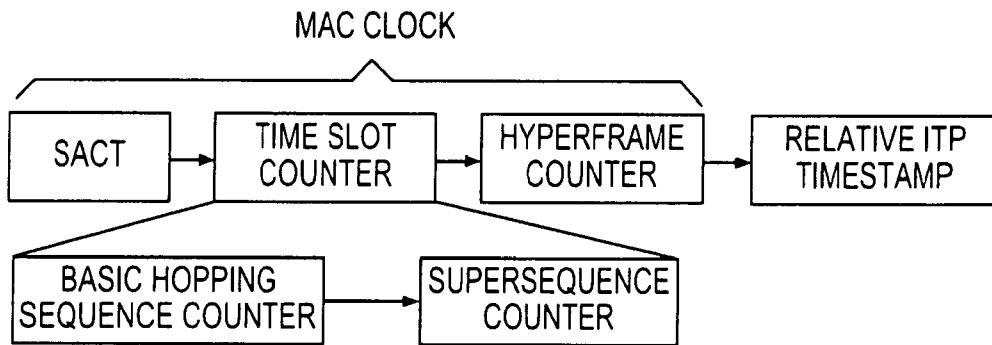 MAC CLOCK
SACT
TIME SLOT
COUNTER
HYPERFRAME
COUNTER
RELATIVE ITP
TIMESTAMP
BASIC HOPPING
SEQUENCE COUNTER
SUPERSEQUENCE
COUNTER